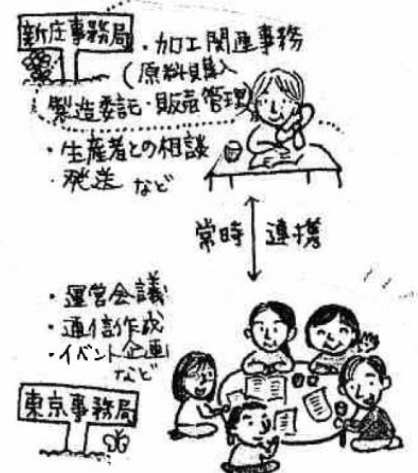 新庄事務局
・加工関連事務
(原料購入
製造委託・販売管理
・生産者との相談
・発送 など
常時 連携
・運営会議
・通信作成
・イベント企画
など
東京事務局